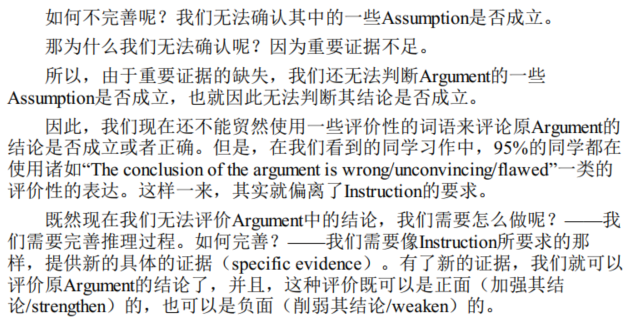 如何不完善呢？我们无法确认其中的一些Assumption是否成立。
那为什么我们无法确认呢？因为重要证据不足。
所以，由于重要证据的缺失，我们还无法判断Argument的一些
Assumption是否成立，也就因此无法判断其结论是否成立。
因此，我们现在还不能贸然使用一些评价性的词语来评论原Argument的
结论是否成立或者正确。但是，在我们看到的同学习作中，95%的同学都在
使用诸如“The conclusion of the argument is wrong/unconvincing/flawed”一类的
评价性的表达。这样一来，其实就偏离了Instruction的要求。
既然现在我们无法评价Argument中的结论，我们需要怎么做呢？——我
们需要完善推理过程。如何完善？——我们需要像Instruction所要求的那
样，提供新的具体的证据（specific evidence）。有了新的证据，我们就可以
评价原Argument的结论了，并且，这种评价既可以是正面（加强其结
论/strengthen）的，也可以是负面（削弱其结论/weaken）的。